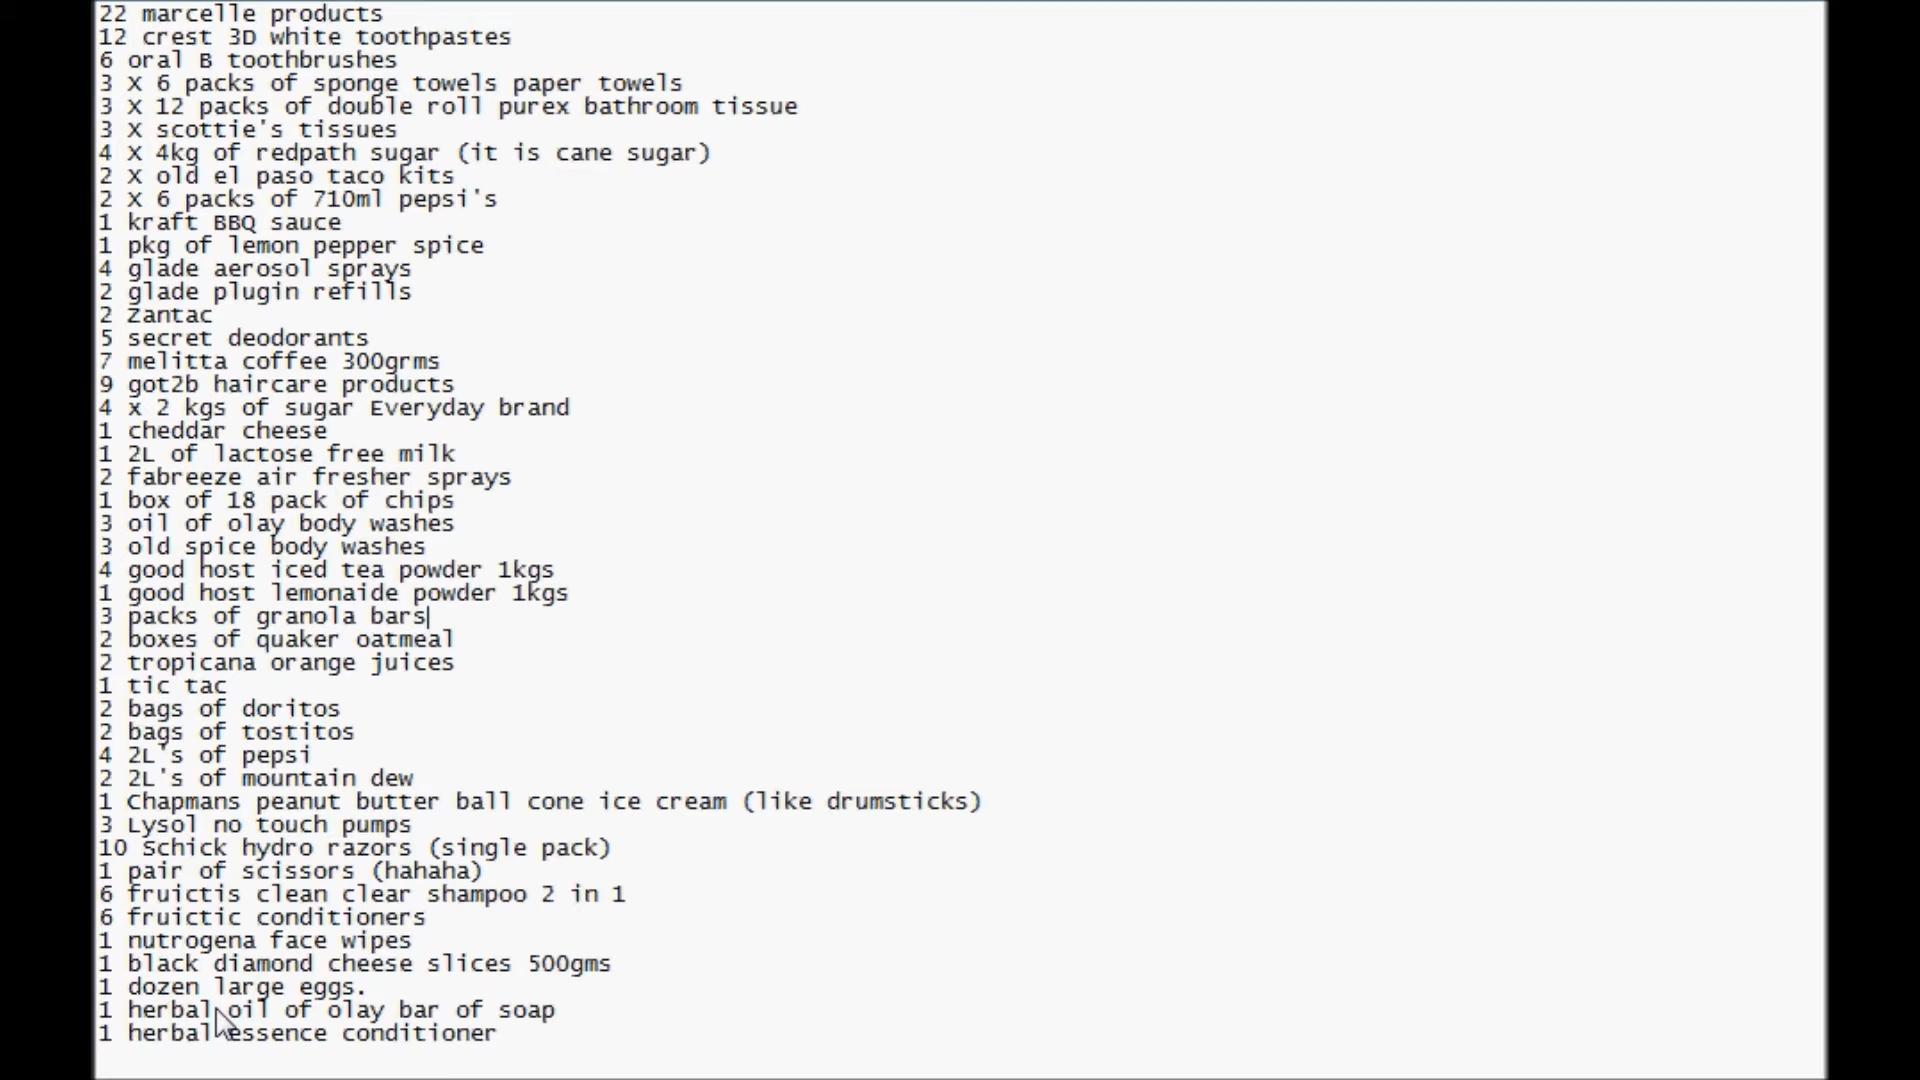 22 marcelle products
12 crest 3D white toothpastes
6 oral B toothbrushes
3 X 6 packs of sponge towels paper towels
3 X 12 packs of double roll purex bathroom tissue
3 X scottie's tissues
4 X 4kg of redpath sugar (it is cane sugar)
2 X old el paso taco kits
2 X 6 packs of 710ml pepsi's
1 kraft BBQ sauce
1 pkg of lemon pepper spice
4 glade aerosol sprays
2 glade plugin refills
2 Zantac
5 secret deodorants
7 melitta coffee 300grms
9 got2b haircare products
4 x 2 kgs of sugar Everyday brand
1 cheddar cheese
1 2L of lactose free milk
2 fabreeze air fresher sprays
1 box of 18 pack of chips
3 oil of olay body washes
3 old spice body washes
4 good host iced tea powder 1kgs
1 good host lemonaide powder 1kgs
3 packs of granola bars
2 boxes of quaker oatmeal
2 tropicana orange juices
1 tic tac
2 bags of doritos
2 bags of tostitos
4 2L's of pepsi
2 2L's of mountain dew
1 Chapmans peanut butter ball cone ice cream (like drumsticks)
3 Lysol no touch pumps
10 Schick hydro razors (single pack)
1 pair of scissors (hahaha)
6 fruictis clean clear shampoo 2 in 1
6 fruictic conditioners
1 nutrogena face wipes
1 black diamond cheese slices 500gms
1 dozen large eggs.
1 herbal oil of olay bar of soap
1 herbal essence conditioner